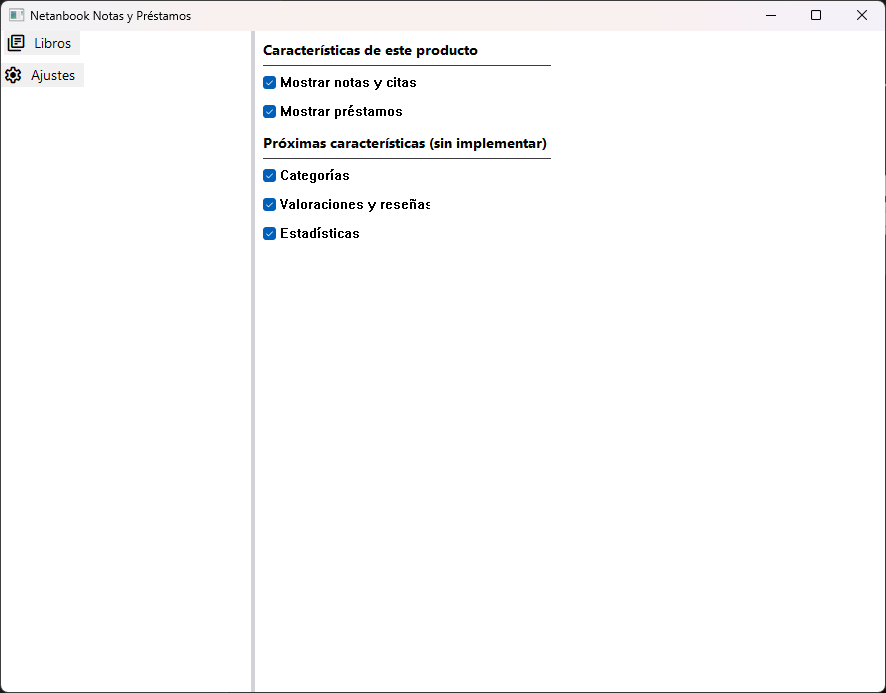 Netanbook Notas y Préstamos
Libros
Ajustes
Características de este producto
Mostrar notas y citas
Mostrar préstamos
Próximas características (sin implementar)
Categorías
Valoraciones y reseñas
Estadísticas